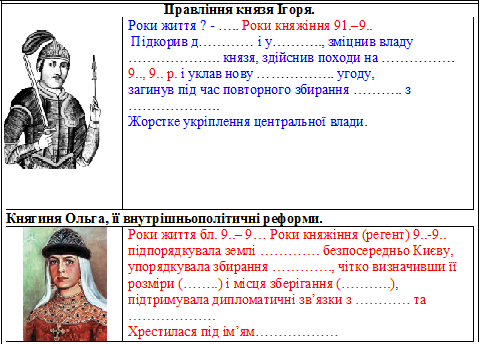 Правління князя Ігоря.
Роки життя ? - ….. Роки княжіння 91.–9..
Підкорив д………… і у…………, зміцнив владу
………………… князя, здійснив походи на ………………
9.., 9.. р. і уклав нову ……………. угоду,
загинув під час повторного збирання ……….. з
……………….
Жорстке укріплення центральної влади.
Княгиня Ольга, її внутрішньополітичні реформи.
Роки життя бл. 9..– 9… Роки княжіння (регент) 9..-9..
підпорядкувала землі ………… безпосередньо Києву,
упорядкувала збирання …………., чітко визначивши її
розміри (……..) і місця зберігання (………..),
підтримувала дипломатичні зв’язки з ………… та
………………
Хрестилася під ім’ям………………